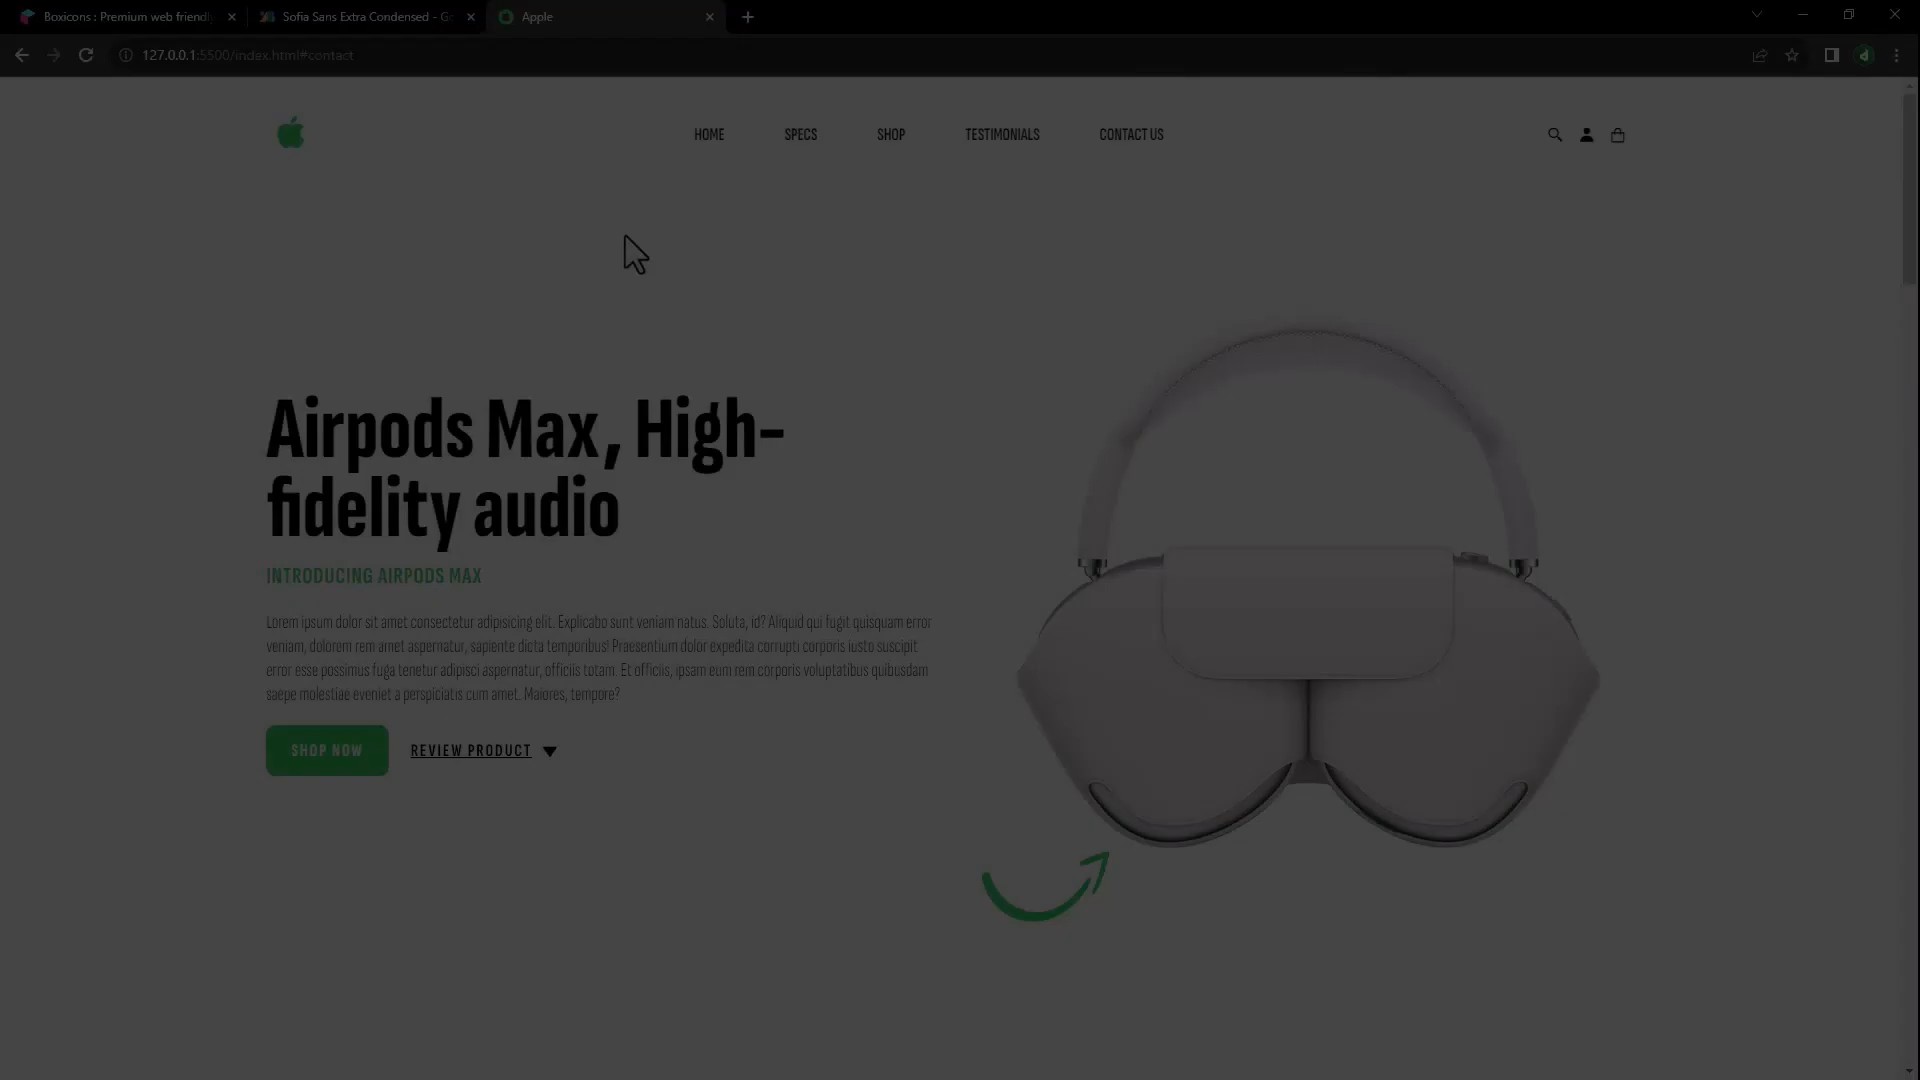 Boxicons : Premium web friendl
Sofia Sans Extra Condensed - Go
Apple
127.0.0.1:5500/index.html#contact
HOME
SPECS
SHOP
TESTIMONIALS
CONTACT US
Airpods Max, High-
fidelity audio
INTRODUCING AIRPODS MAX
Lorem ipsum dolor sit amet consectetur adipisicing elit. Explicabo sunt veniam natus. Soluta, id? Aliquid qui fugit quisquam error
veniam, dolorem rem amet aspernatur, sapiente dicta temporibus! Praesentium dolor expedita corrupti corporis iusto suscipit
error esse possimus fuga tenetur adipisci aspernatur, officiis totam. Et officiis, ipsam eum rem corporis voluptatibus quibusdam
saepe molestiae eveniet a perspiciatis cum amet. Maiores, tempore?
SHOP NOW
REVIEW PRODUCT